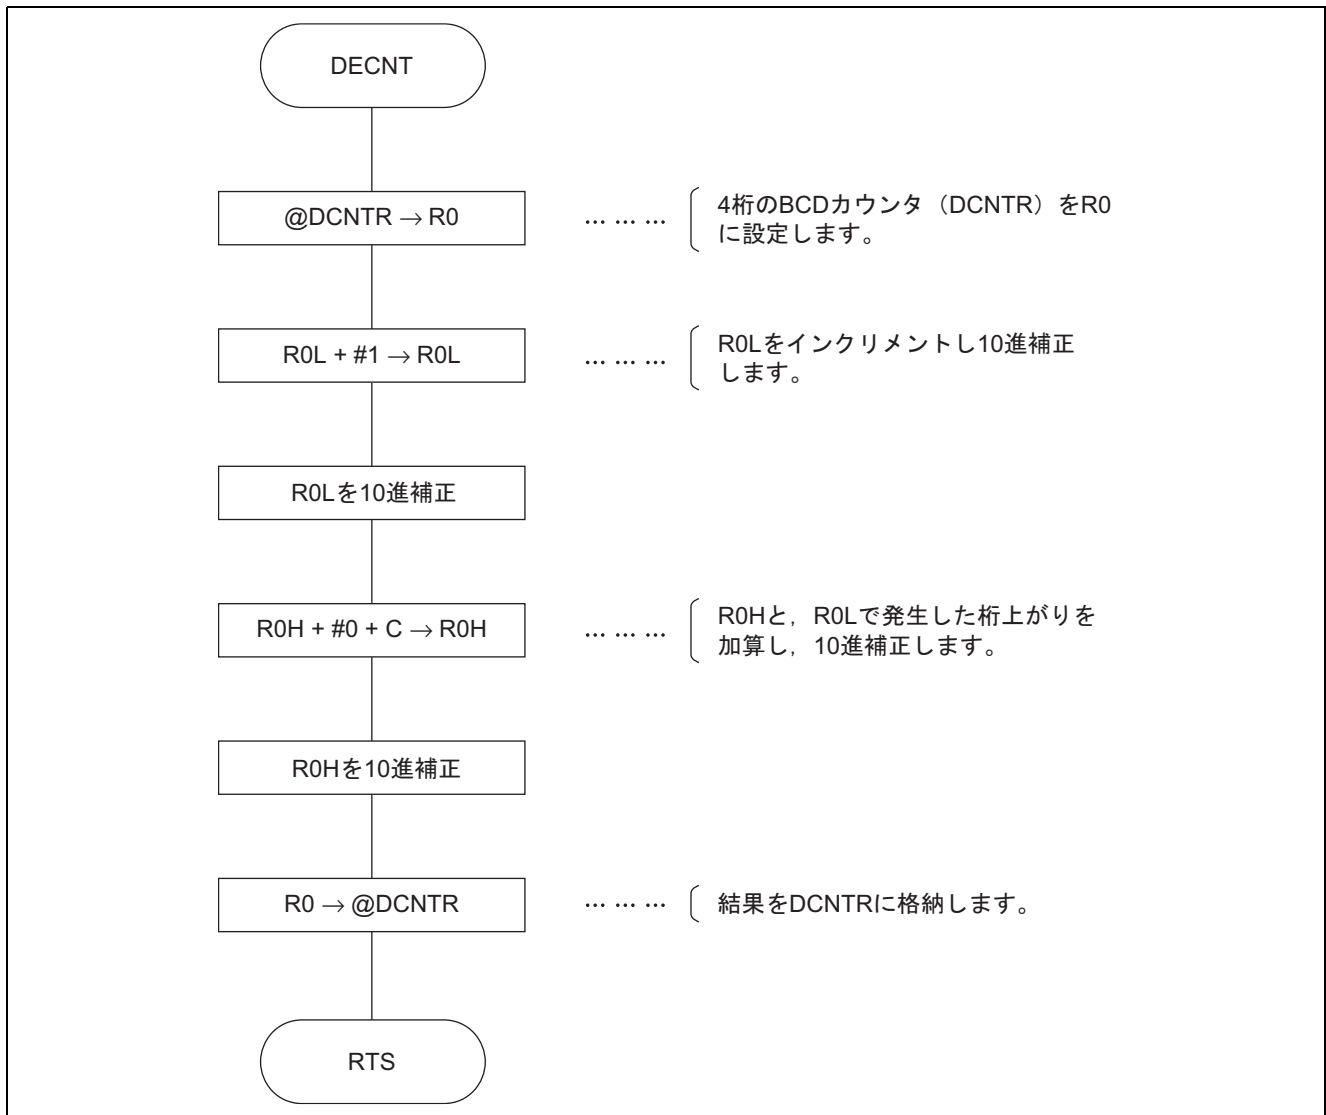 DECNT
@DCNTR → R0
… … …
4桁のBCDカウンタ（DCNTR）をR0
に設定します。
R0L + #1 → R0L
… … …
R0Lをインクリメントし10進補正
します。
R0Lを10進補正
R0H + #0 + C → R0H
… … …
R0Hと，R0Lで発生した桁上がりを
加算し，10進補正します。
R0Hを10進補正
R0 → @DCNTR
… … …
結果をDCNTRに格納します。
RTS